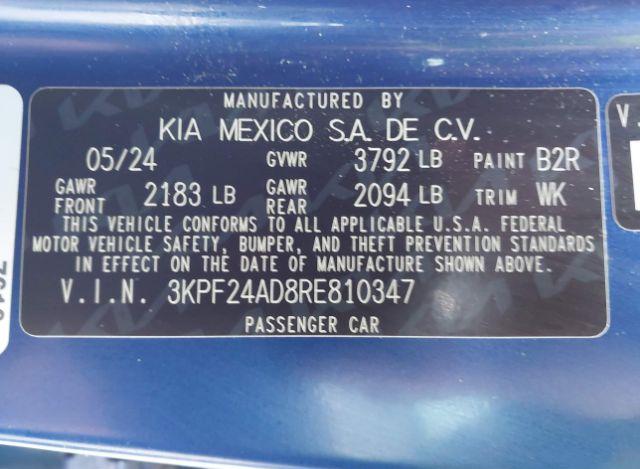 MANUFACTURED BY
KIA MEXICO S.A. DE C.V.
05/24 GVWR 3792 LB PAINT B2R
GAWR FRONT 2183 LB GAWR REAR 2094 LB TRIM WK
THIS VEHICLE CONFORMS TO ALL APPLICABLE U.S.A. FEDERAL
MOTOR VEHICLE SAFETY, BUMPER, AND THEFT PREVENTION STANDARDS
IN EFFECT ON THE DATE OF MANUFACTURE SHOWN ABOVE.
V.I.N. 3KPF24AD8RE810347
PASSENGER CAR
V.